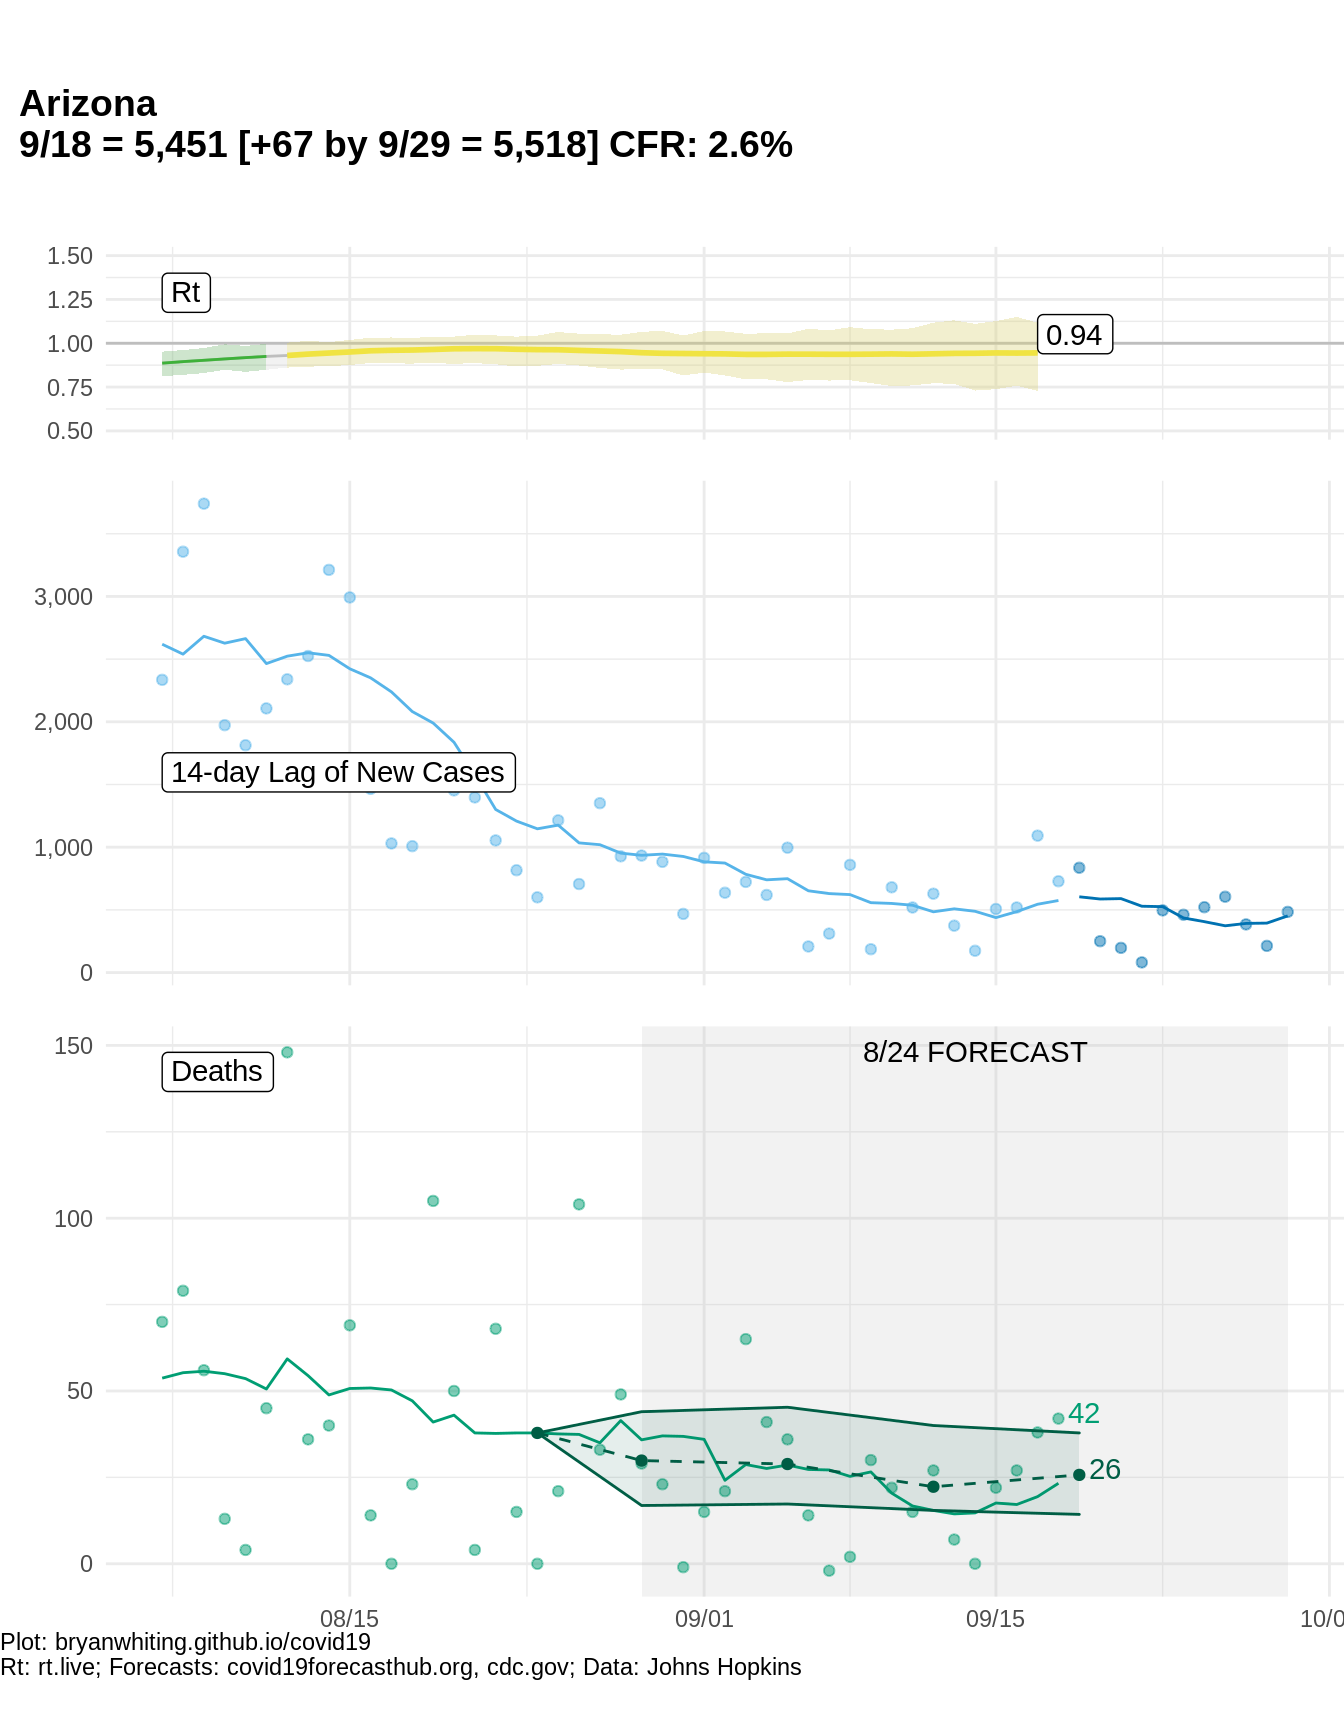 Arizona
9/18 = 5,451 [+67 by 9/29 = 5,518] CFR: 2.6%
1.50
Rt
1.25
1.00
0.94
0.75
0.50
3,000
2,000
14-day Lag of New Cases
1,000
0
150
8/24 FORECAST
Deaths
100
50
42
26
0
08/15
09/01
09/15
10/0
Plot: bryanwhiting.github.io/covid19
Rt: rt.live; Forecasts: covid19forecasthub.org, cdc.gov; Data: Johns Hopkins